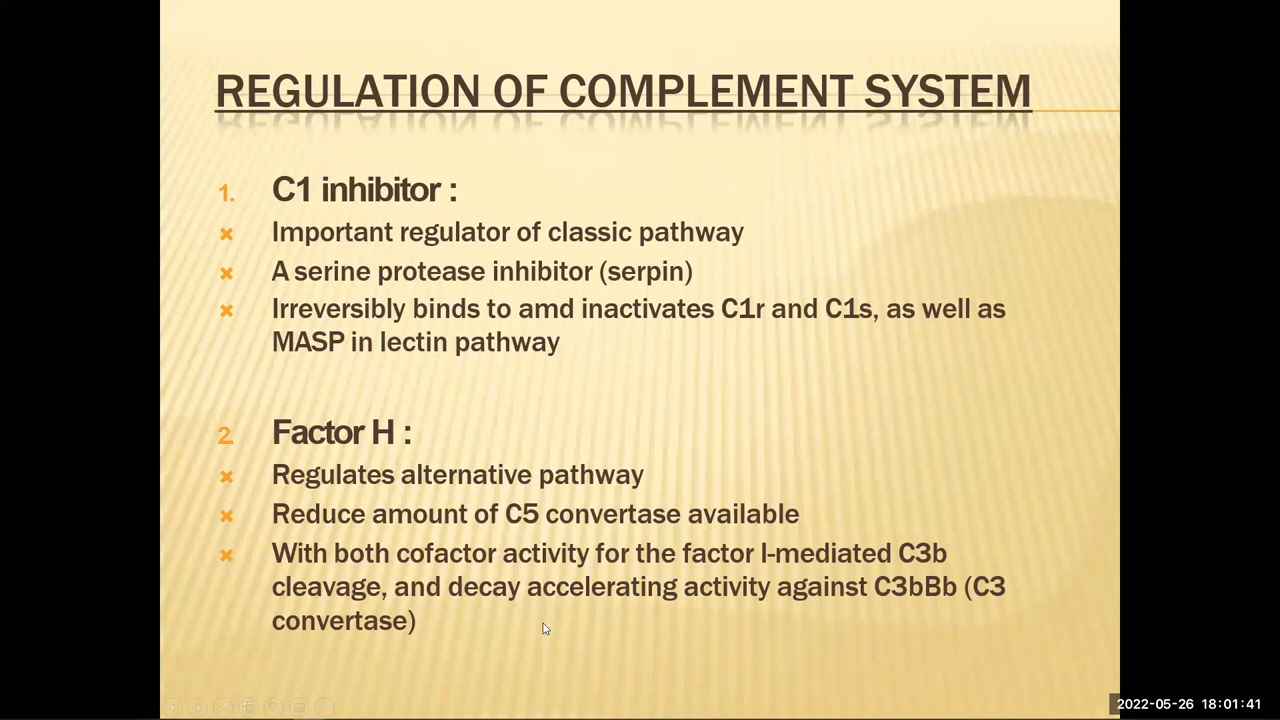 REGULATION OF COMPLEMENT SYSTEM
1. C1 inhibitor :
Important regulator of classic pathway
A serine protease inhibitor (serpin)
Irreversibly binds to amd inactivates C1r and C1s, as well as
MASP in lectin pathway
2. Factor H :
Regulates alternative pathway
Reduce amount of C5 convertase available
With both cofactor activity for the factor I-mediated C3b
cleavage, and decay accelerating activity against C3bBb (C3
convertase)
2022-05-26 18:01:41